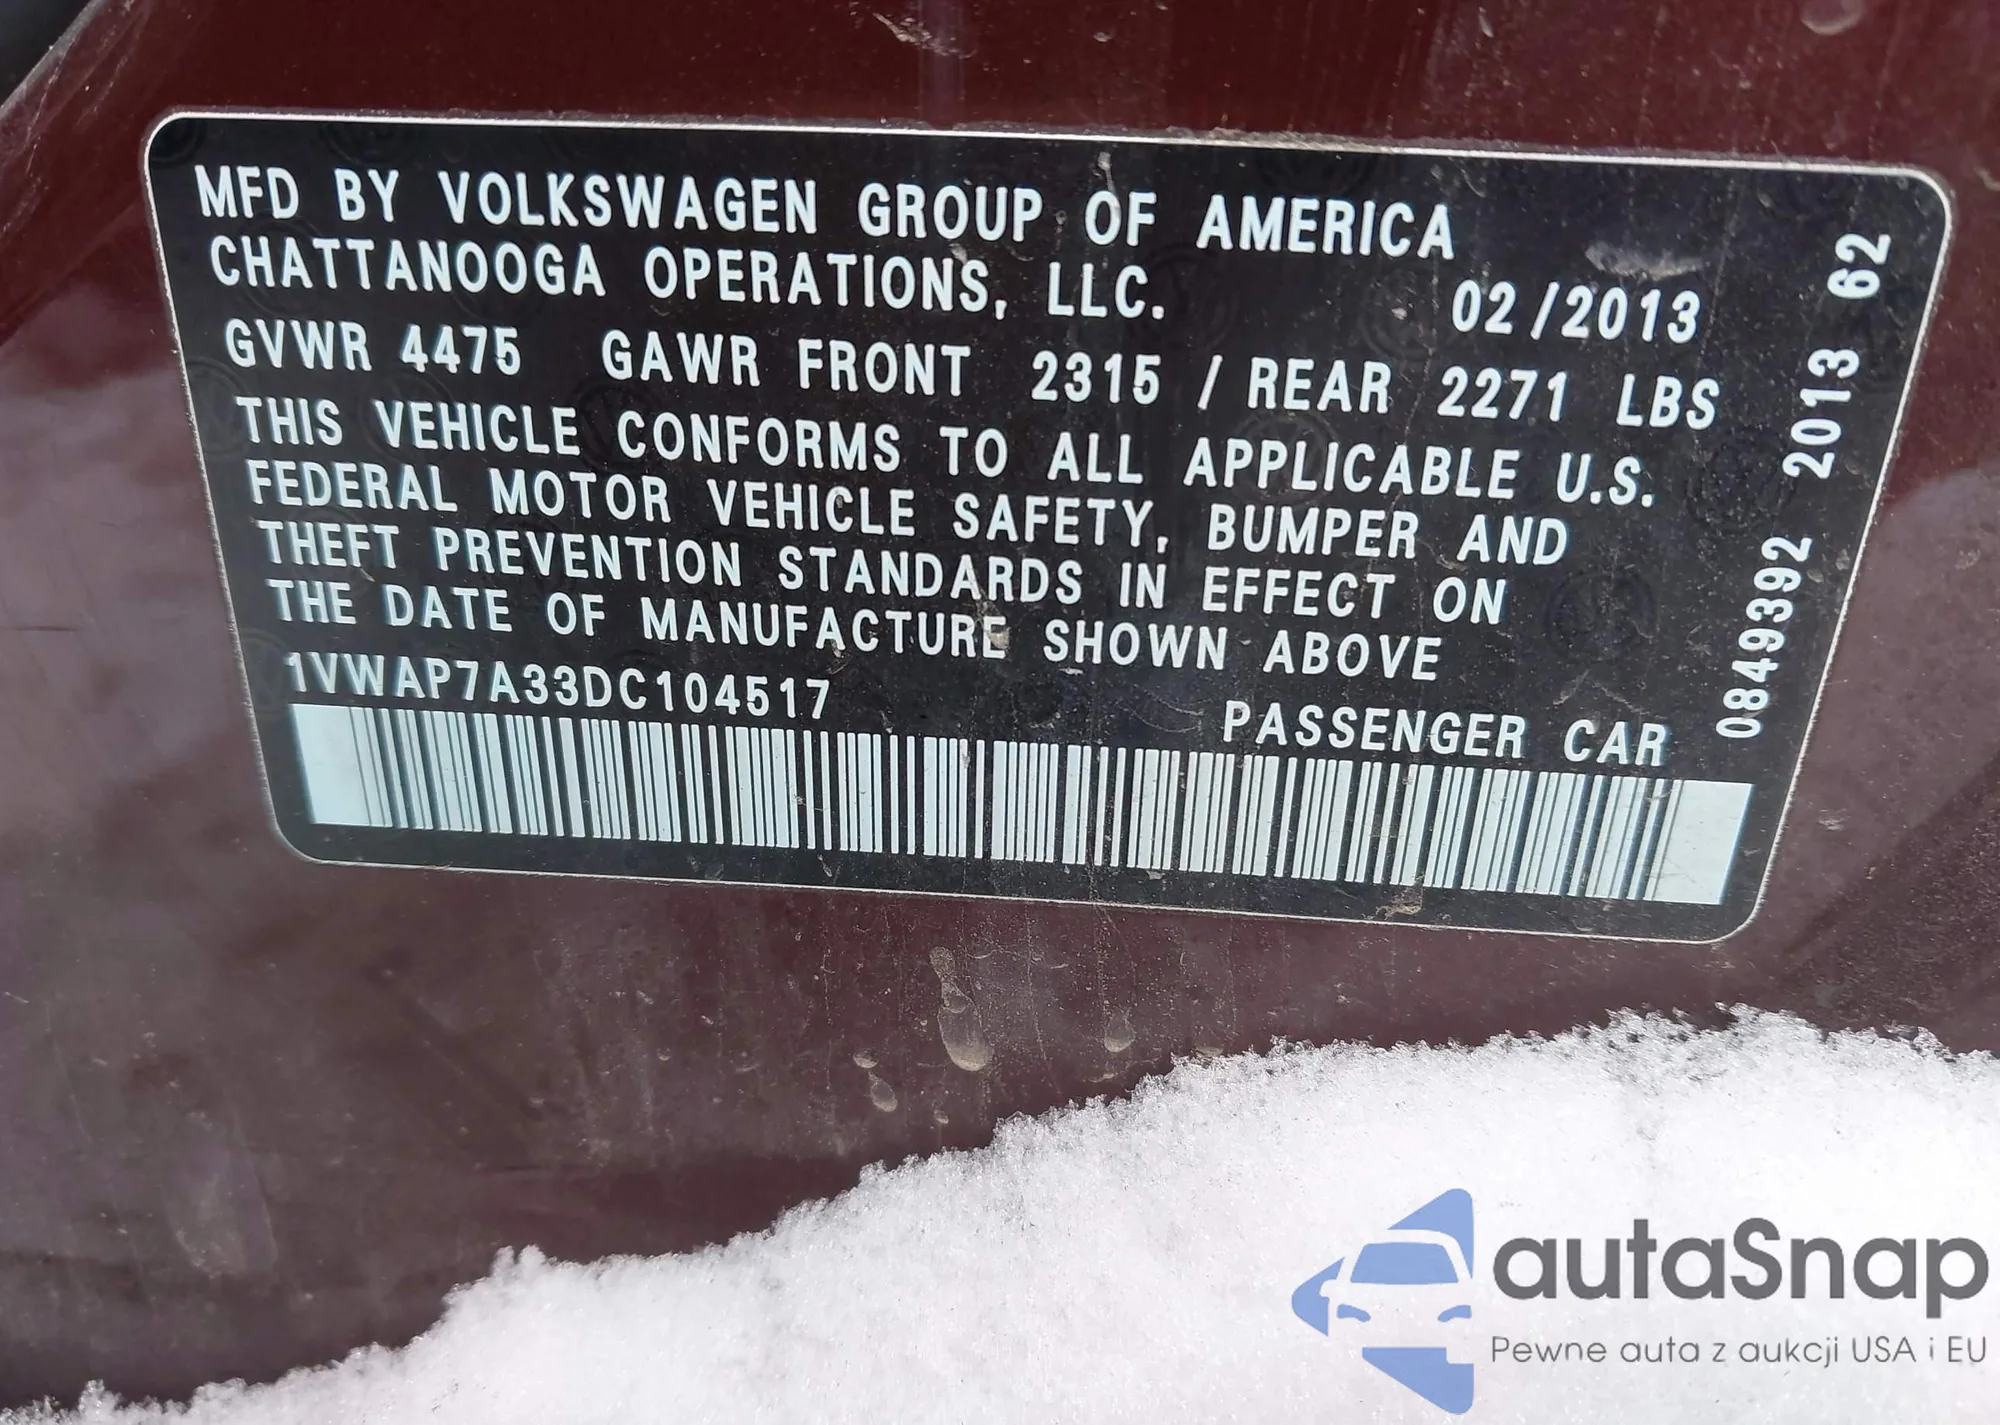 MFD BY VOLKSWAGEN GROUP OF AMERICA
CHATTANOOGA OPERATIONS, LLC.
02/2013
GVWR 4475 GAWR FRONT 2315 / REAR 2271 LBS
THIS VEHICLE CONFORMS TO ALL APPLICABLE U.S.
FEDERAL MOTOR VEHICLE SAFETY, BUMPER AND
THEFT PREVENTION STANDARDS IN EFFECT ON
THE DATE OF MANUFACTURE SHOWN ABOVE
1VWAP7A33DC104517
PASSENGER CAR
0849392 2013 62
autaSnap
Pewne auta z aukcji USA i EU